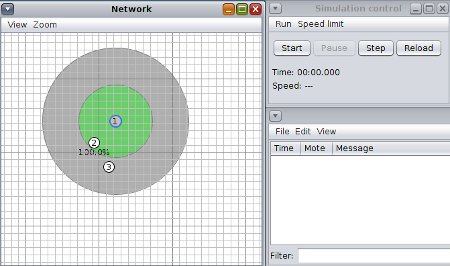 Network
View Zoom
1
2
100.0%
3
Simulation control
Run Speed limit
Start Pause Step Reload
Time: 00:00.000
Speed: ---
File Edit View
Time Mote Message
Filter: